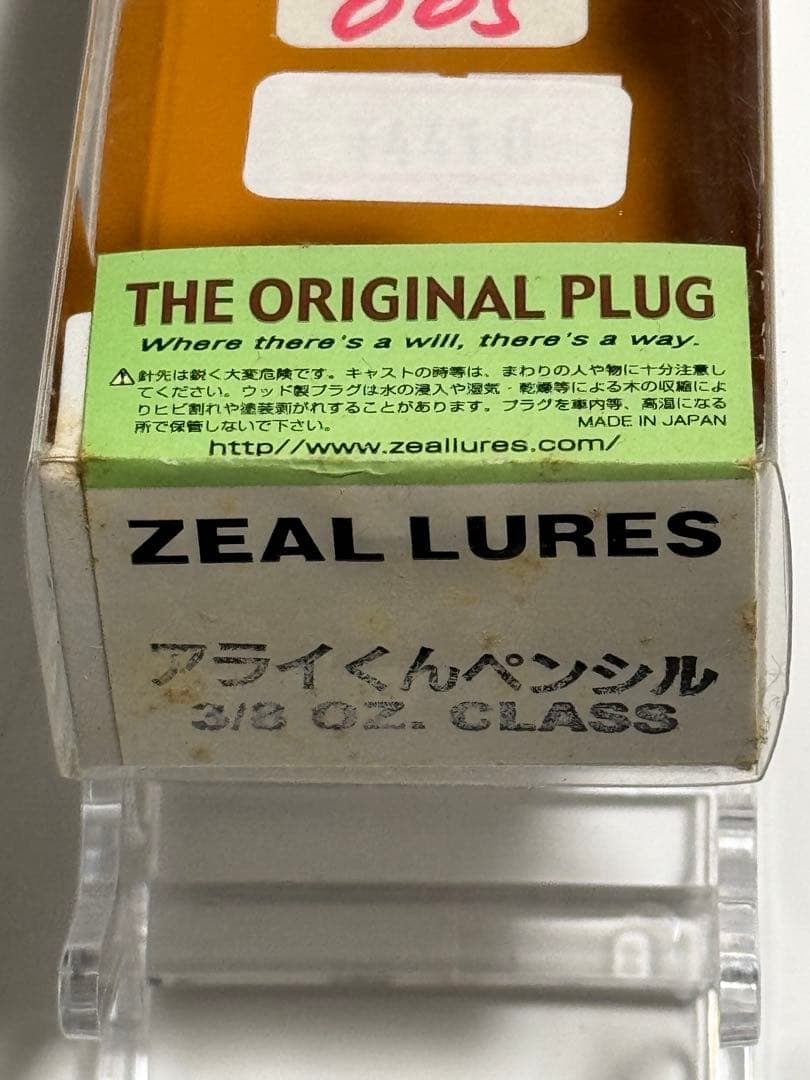 THE ORIGINAL PLUG
Where there's a will, there's a way.
⚠針先は鋭く大変危険です。キャストの時等は、まわりの人や物に十分注意し
てください。ウッド製プラグは水の浸入や湿気・乾燥等による木の収縮によ
りヒビ割れや塗装剥がれすることがあります。プラグを車内等、高温になる
所で保管しないで下さい。 MADE IN JAPAN
http//www.zeallures.com/
ZEAL LURES
アライくんペンシル
3/8 OZ. CLASS